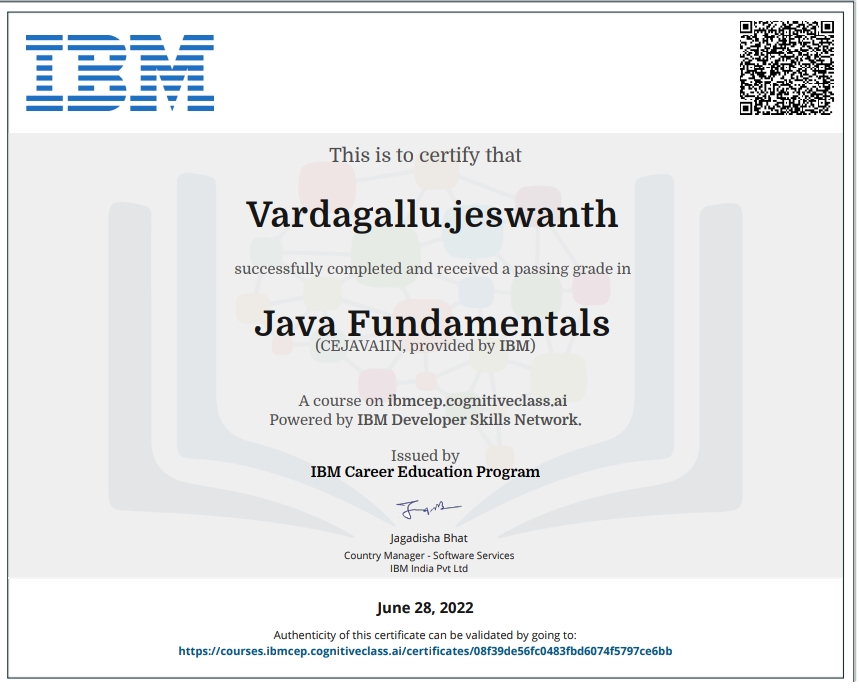 IBM
This is to certify that
Vardagallu.jeswanth
successfully completed and received a passing grade in
Java Fundamentals
(CEJAVA1IN, provided by IBM)
A course on ibmcep.cognitiveclass.ai
Powered by IBM Developer Skills Network.
Issued by
IBM Career Education Program
Jagadisha Bhat
Country Manager - Software Services
IBM India Pvt Ltd
June 28, 2022
Authenticity of this certificate can be validated by going to:
https://courses.ibmcep.cognitiveclass.ai/certificates/08f39de56fc0483fbd6074f5797ce6bb